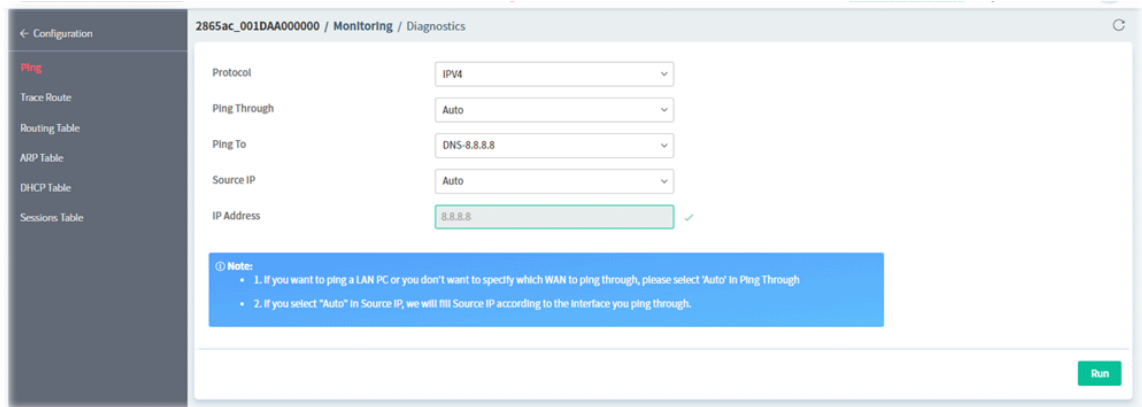 ← Configuration
2865ac_001DAA000000 / Monitoring / Diagnostics
Ping
Trace Route
Routing Table
ARP Table
DHCP Table
Sessions Table
Protocol
IPV4
Ping Through
Auto
Ping To
DNS-8.8.8.8
Source IP
Auto
IP Address
8.8.8.8
Note:
• 1. If you want to ping a LAN PC or you don't want to specify which WAN to ping through, please select 'Auto' in Ping Through
• 2. If you select "Auto" in Source IP, we will fill Source IP according to the interface you ping through.
Run